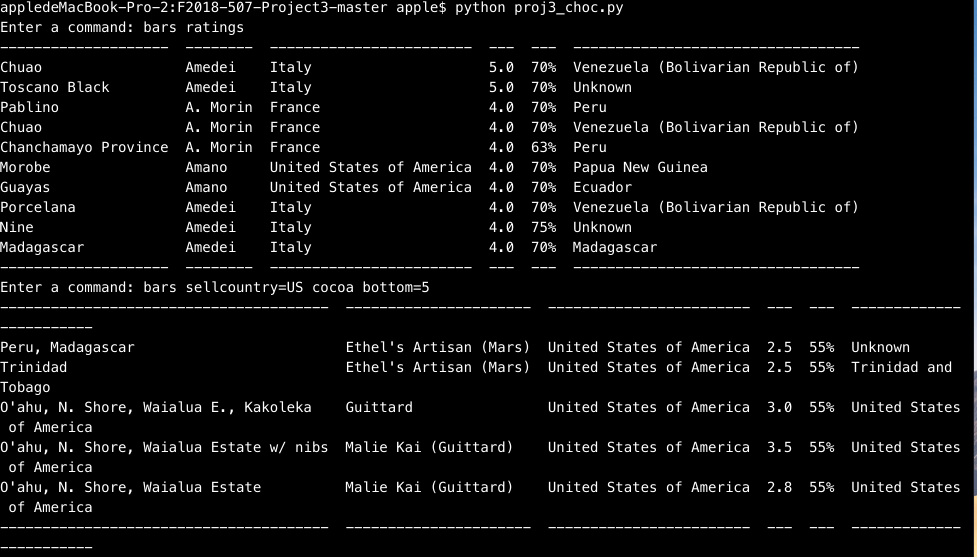 appledeMacBook-Pro-2:F2018-507-Project3-master apple$ python proj3_choc.py
Enter a command: bars ratings
--------------------  --------  ------------------------  ---  ---  ----------------------------------
Chuao                 Amedei    Italy                     5.0  70%  Venezuela (Bolivarian Republic of)
Toscano Black         Amedei    Italy                     5.0  70%  Unknown
Pablino               A. Morin  France                    4.0  70%  Peru
Chuao                 A. Morin  France                    4.0  70%  Venezuela (Bolivarian Republic of)
Chanchamayo Province  A. Morin  France                    4.0  63%  Peru
Morobe                Amano     United States of America  4.0  70%  Papua New Guinea
Guayas                Amano     United States of America  4.0  70%  Ecuador
Porcelana             Amedei    Italy                     4.0  70%  Venezuela (Bolivarian Republic of)
Nine                  Amedei    Italy                     4.0  75%  Unknown
Madagascar            Amedei    Italy                     4.0  70%  Madagascar
--------------------  --------  ------------------------  ---  ---  ----------------------------------
Enter a command: bars sellcountry=US cocoa bottom=5
---------------------------------------  ----------------------  ------------------------  ---  ---  -------------
-----------
Peru, Madagascar                         Ethel's Artisan (Mars)  United States of America  2.5  55%  Unknown
Trinidad                                 Ethel's Artisan (Mars)  United States of America  2.5  55%  Trinidad and
Tobago
O'ahu, N. Shore, Waialua E., Kakoleka    Guittard                United States of America  3.0  55%  United States
 of America
O'ahu, N. Shore, Waialua Estate w/ nibs  Malie Kai (Guittard)    United States of America  3.5  55%  United States
 of America
O'ahu, N. Shore, Waialua Estate          Malie Kai (Guittard)    United States of America  2.8  55%  United States
 of America
---------------------------------------  ----------------------  ------------------------  ---  ---  -------------
-----------